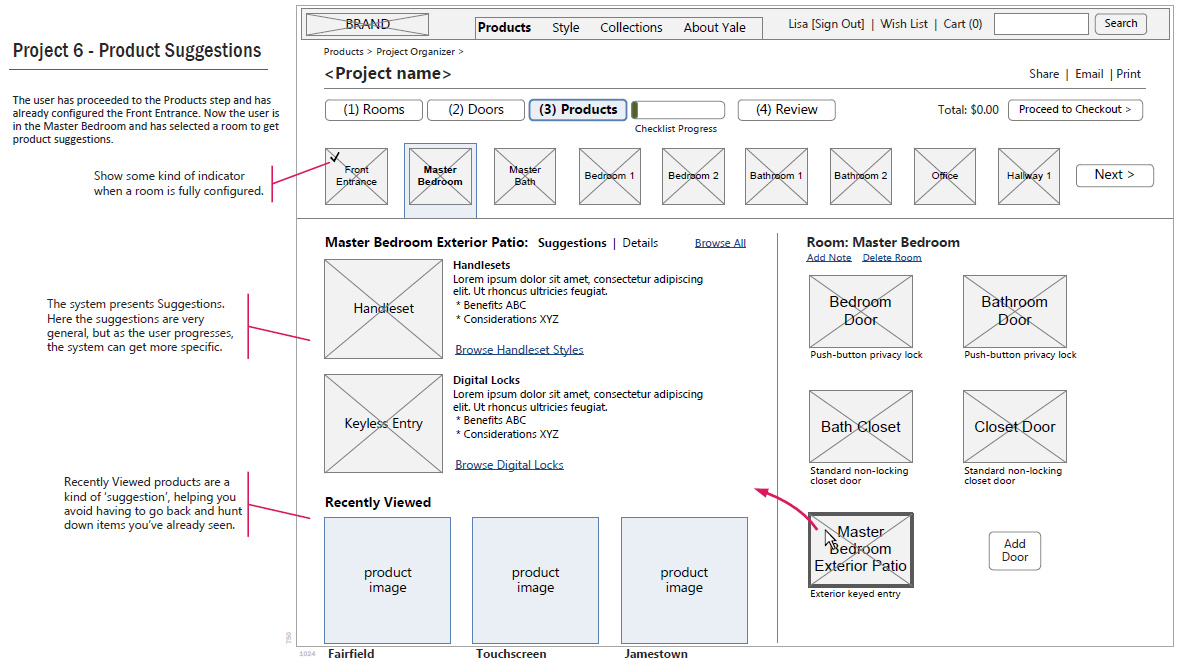 Project 6 - Product Suggestions
The user has proceeded to the Products step and has
already configured the Front Entrance. Now the user is
in the Master Bedroom and has selected a room to get
product suggestions.
Show some kind of indicator
when a room is fully configured.
The system presents Suggestions.
Here the suggestions are very
general, but as the user progresses,
the system can get more specific.
Recently Viewed products are a
kind of ‘suggestion’, helping you
avoid having to go back and hunt
down items you’ve already seen.
BRAND
Products Style Collections About Yale
Lisa [Sign Out] | Wish List | Cart (0)
Search
Products > Project Organizer >
<Project name>
Share | Email | Print
(1) Rooms
(2) Doors
(3) Products
Checklist Progress
(4) Review
Total: $0.00
Proceed to Checkout >
Front
Entrance
Master
Bedroom
Master
Bath
Bedroom 1
Bedroom 2
Bathroom 1
Bathroom 2
Office
Hallway 1
Next >
Master Bedroom Exterior Patio: Suggestions | Details
Browse All
Handleset
Handlesets
Lorem ipsum dolor sit amet, consectetur adipiscing
elit. Ut rhoncus ultricies feugiat.
* Benefits ABC
* Considerations XYZ
Browse Handleset Styles
Keyless Entry
Digital Locks
Lorem ipsum dolor sit amet, consectetur adipiscing
elit. Ut rhoncus ultricies feugiat.
* Benefits ABC
* Considerations XYZ
Browse Digital Locks
Recently Viewed
product
image
product
image
product
image
Fairfield
Touchscreen
Jamestown
Room: Master Bedroom
Add Note Delete Room
Bedroom
Door
Push-button privacy lock
Bathroom
Door
Push-button privacy lock
Bath Closet
Standard non-locking
closet door
Closet Door
Standard non-locking
closet door
Master
Bedroom
Exterior Patio
Exterior keyed entry
Add
Door
750
1024